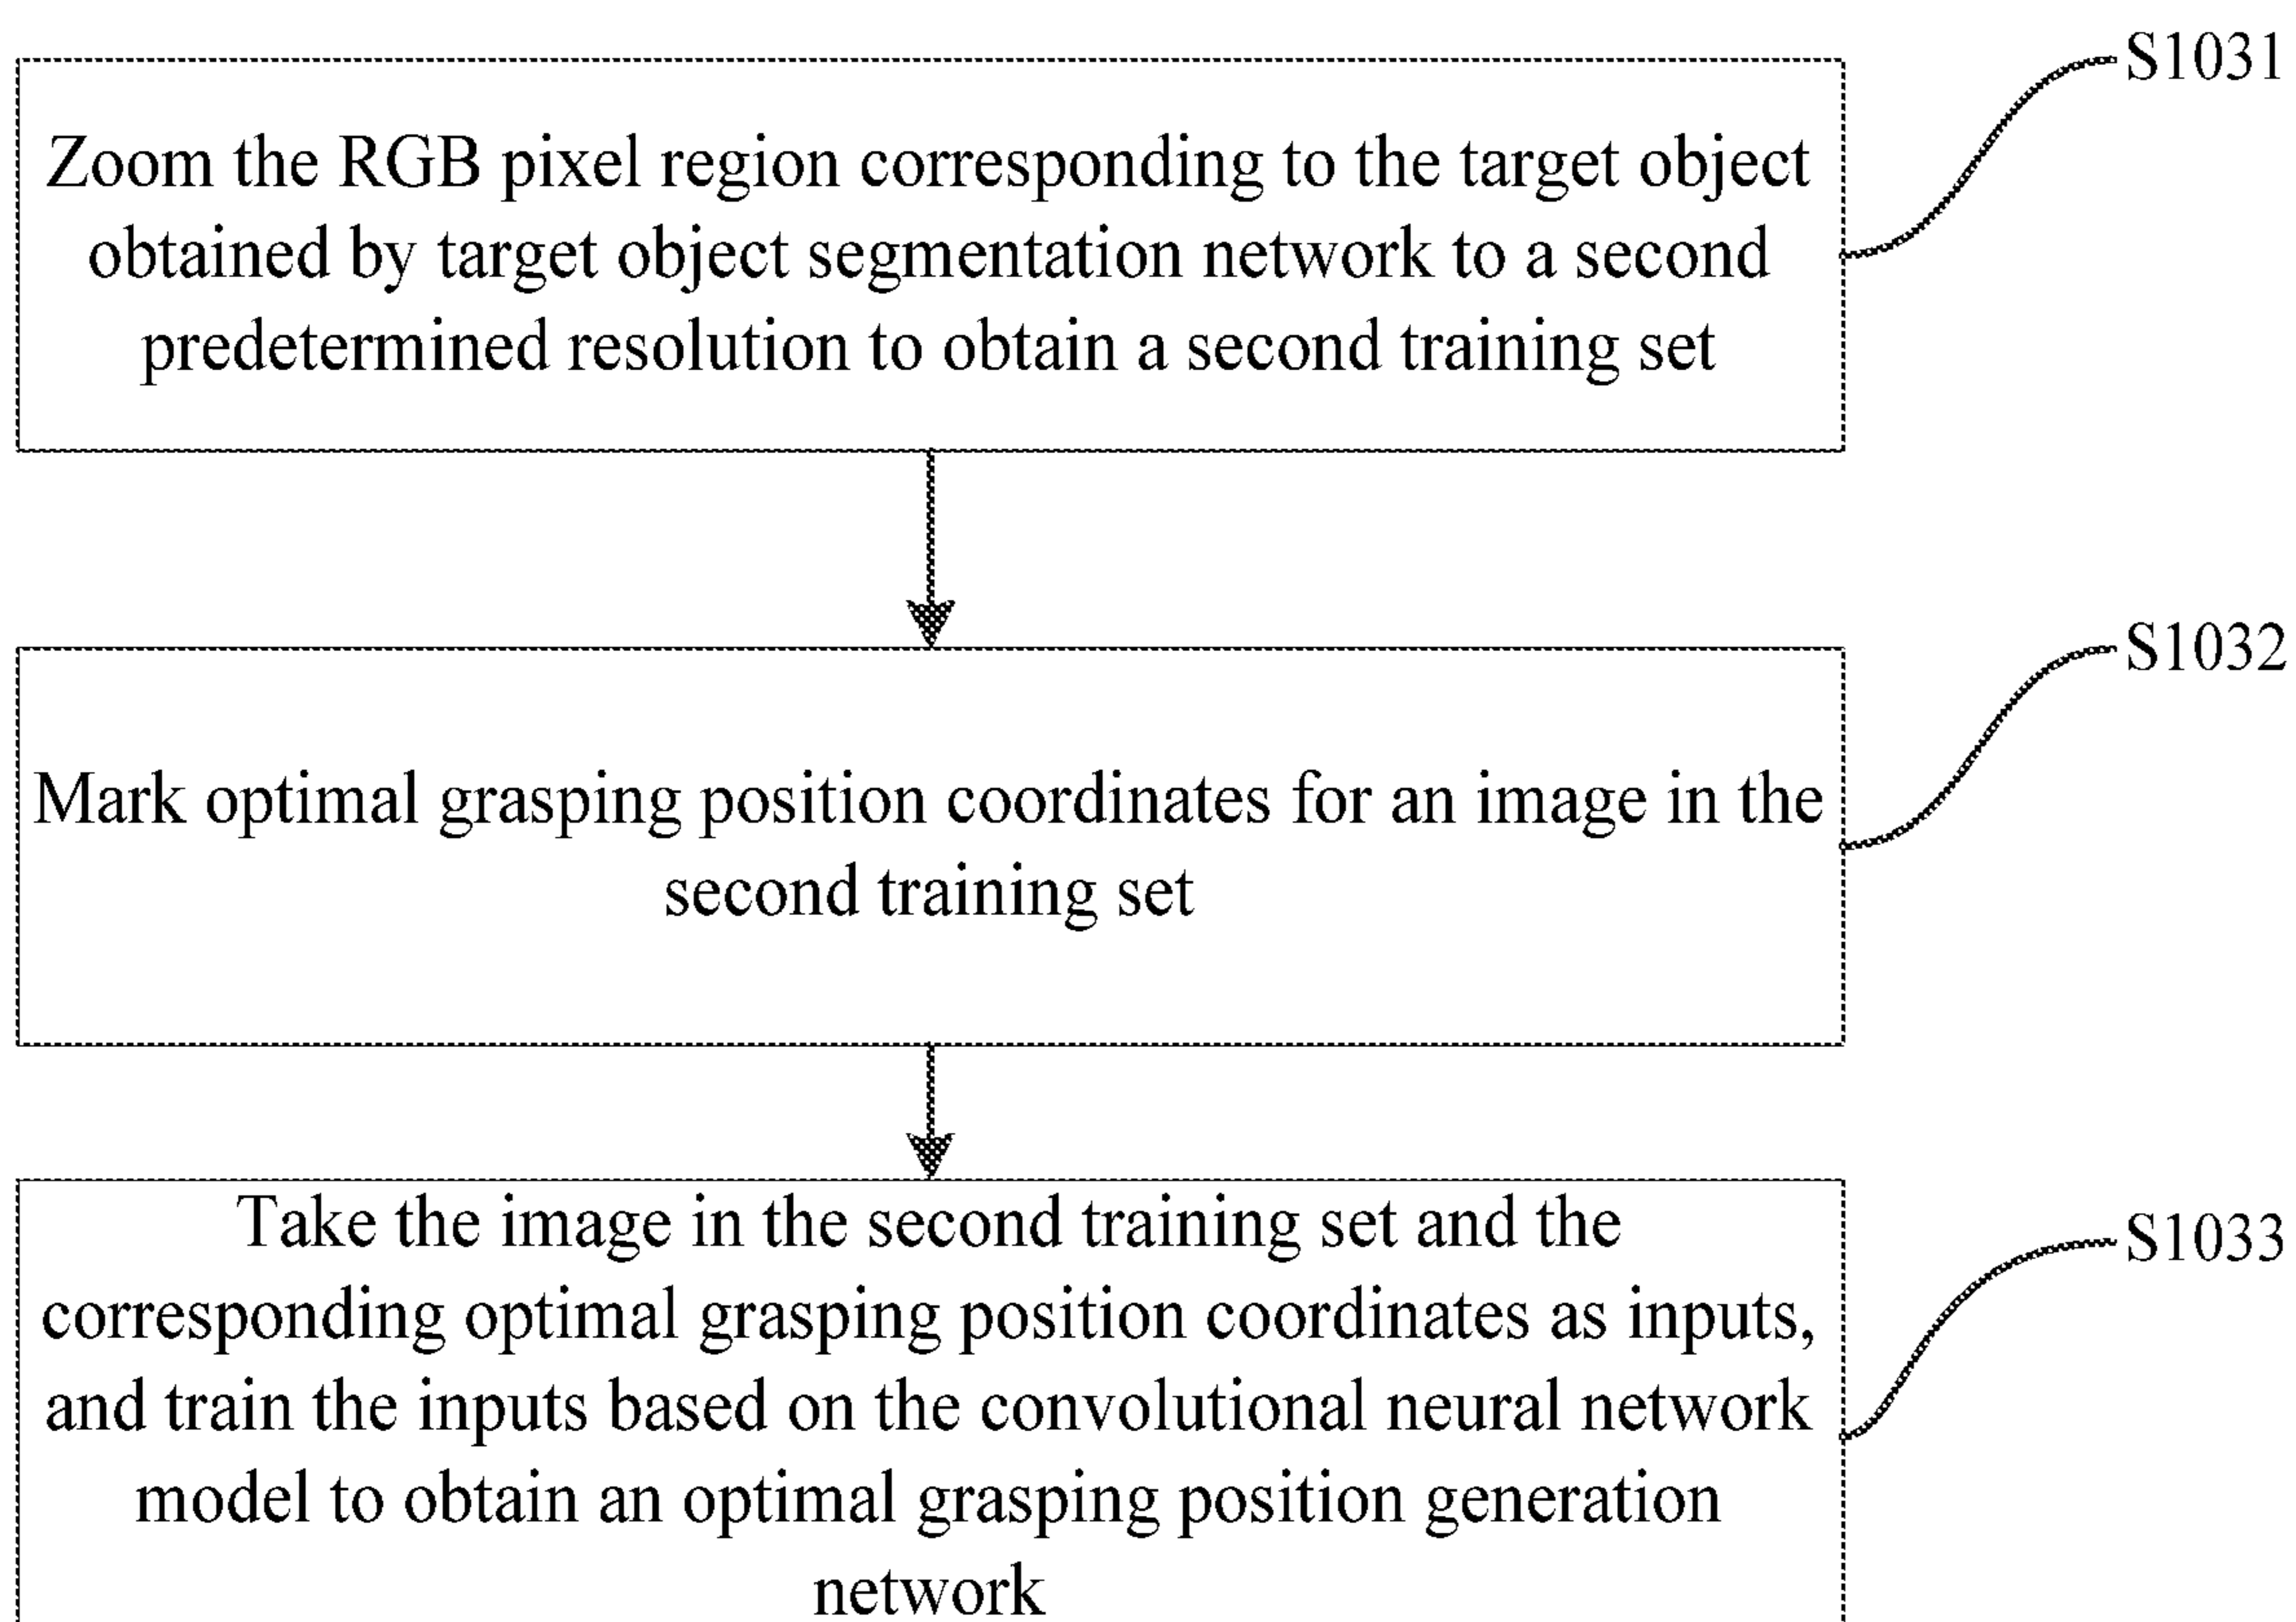 S1031
Zoom the RGB pixel region corresponding to the target object
obtained by target object segmentation network to a second
predetermined resolution to obtain a second training set
S1032
Mark optimal grasping position coordinates for an image in the
second training set
S1033
Take the image in the second training set and the
corresponding optimal grasping position coordinates as inputs,
and train the inputs based on the convolutional neural network
model to obtain an optimal grasping position generation
network